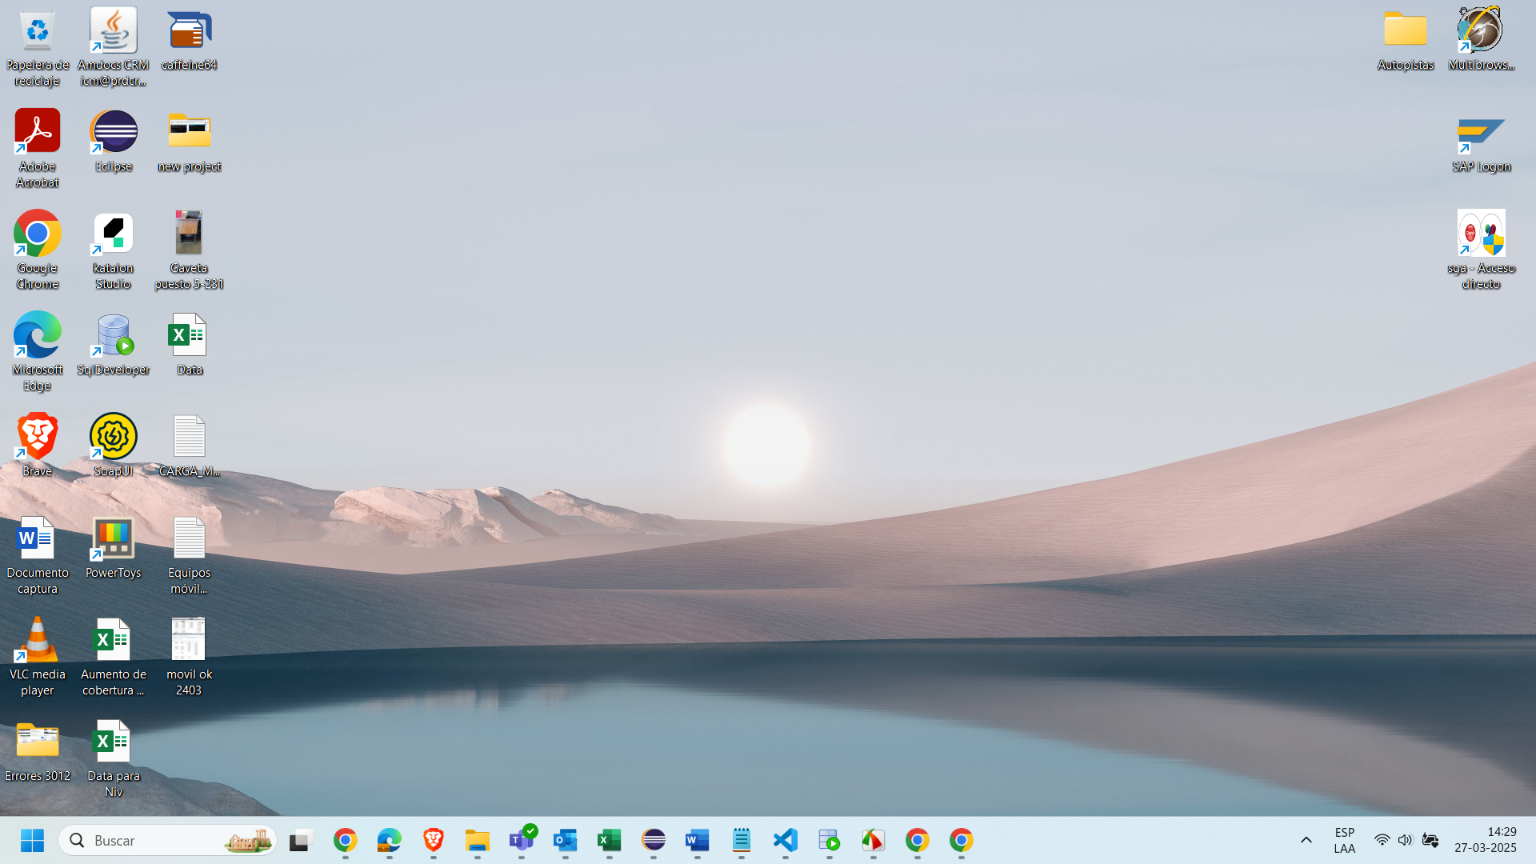 Papelera de
reciclaje
Amdocs CRM
icm@prdcr...
caffeine64
Autopistas
Multibrows...
Adobe
Acrobat
Eclipse
new project
SAP Logon
Google
Chrome
katalon
Studio
Gaveta
puesto 5-231
sga - Acceso
directo
Microsoft
Edge
SqlDeveloper
Data
Brave
SoapUI
CARGA_M...
Documento
captura
PowerToys
Equipos
móvil...
VLC media
player
Aumento de
cobertura ...
movil ok
2403
Errores 3012
Data para
Niv
Buscar
ESP
LAA
14:29
27-03-2025